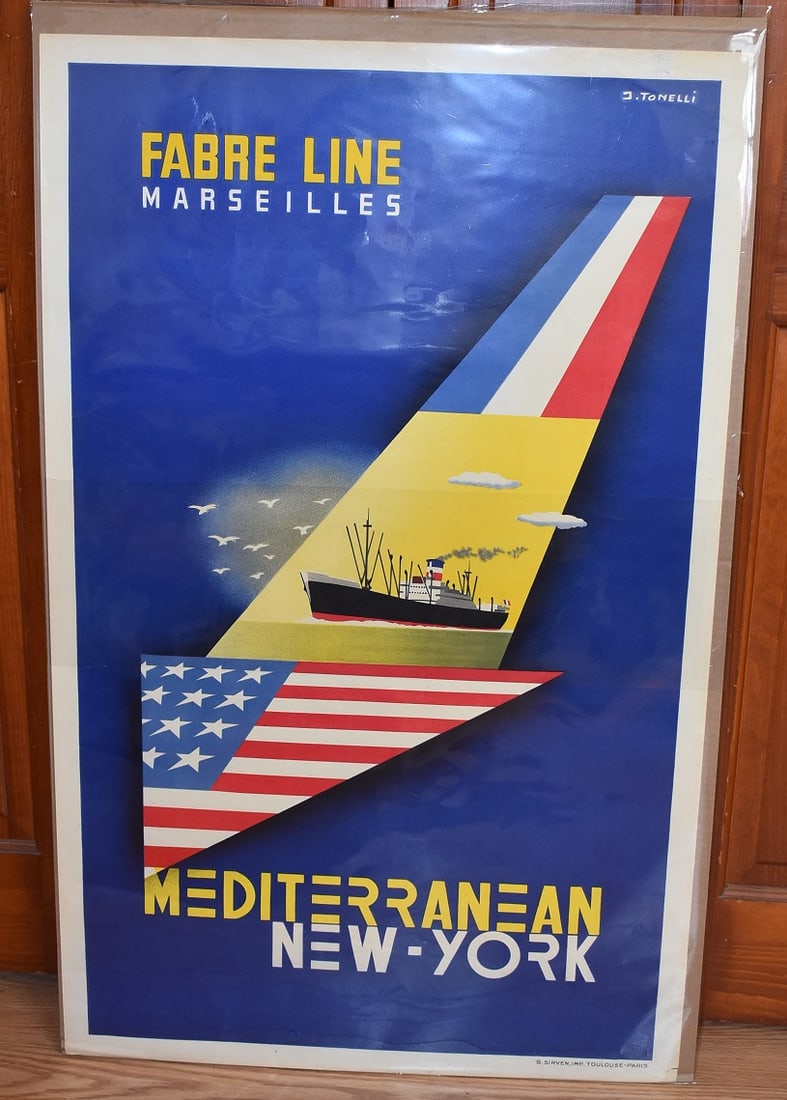 J.TONELLI
FABRE LINE
MARSEILLES
MEDITERRANEAN
NEW-YORK
B. SIRVEN, IMP. TOULOUSE-PARIS